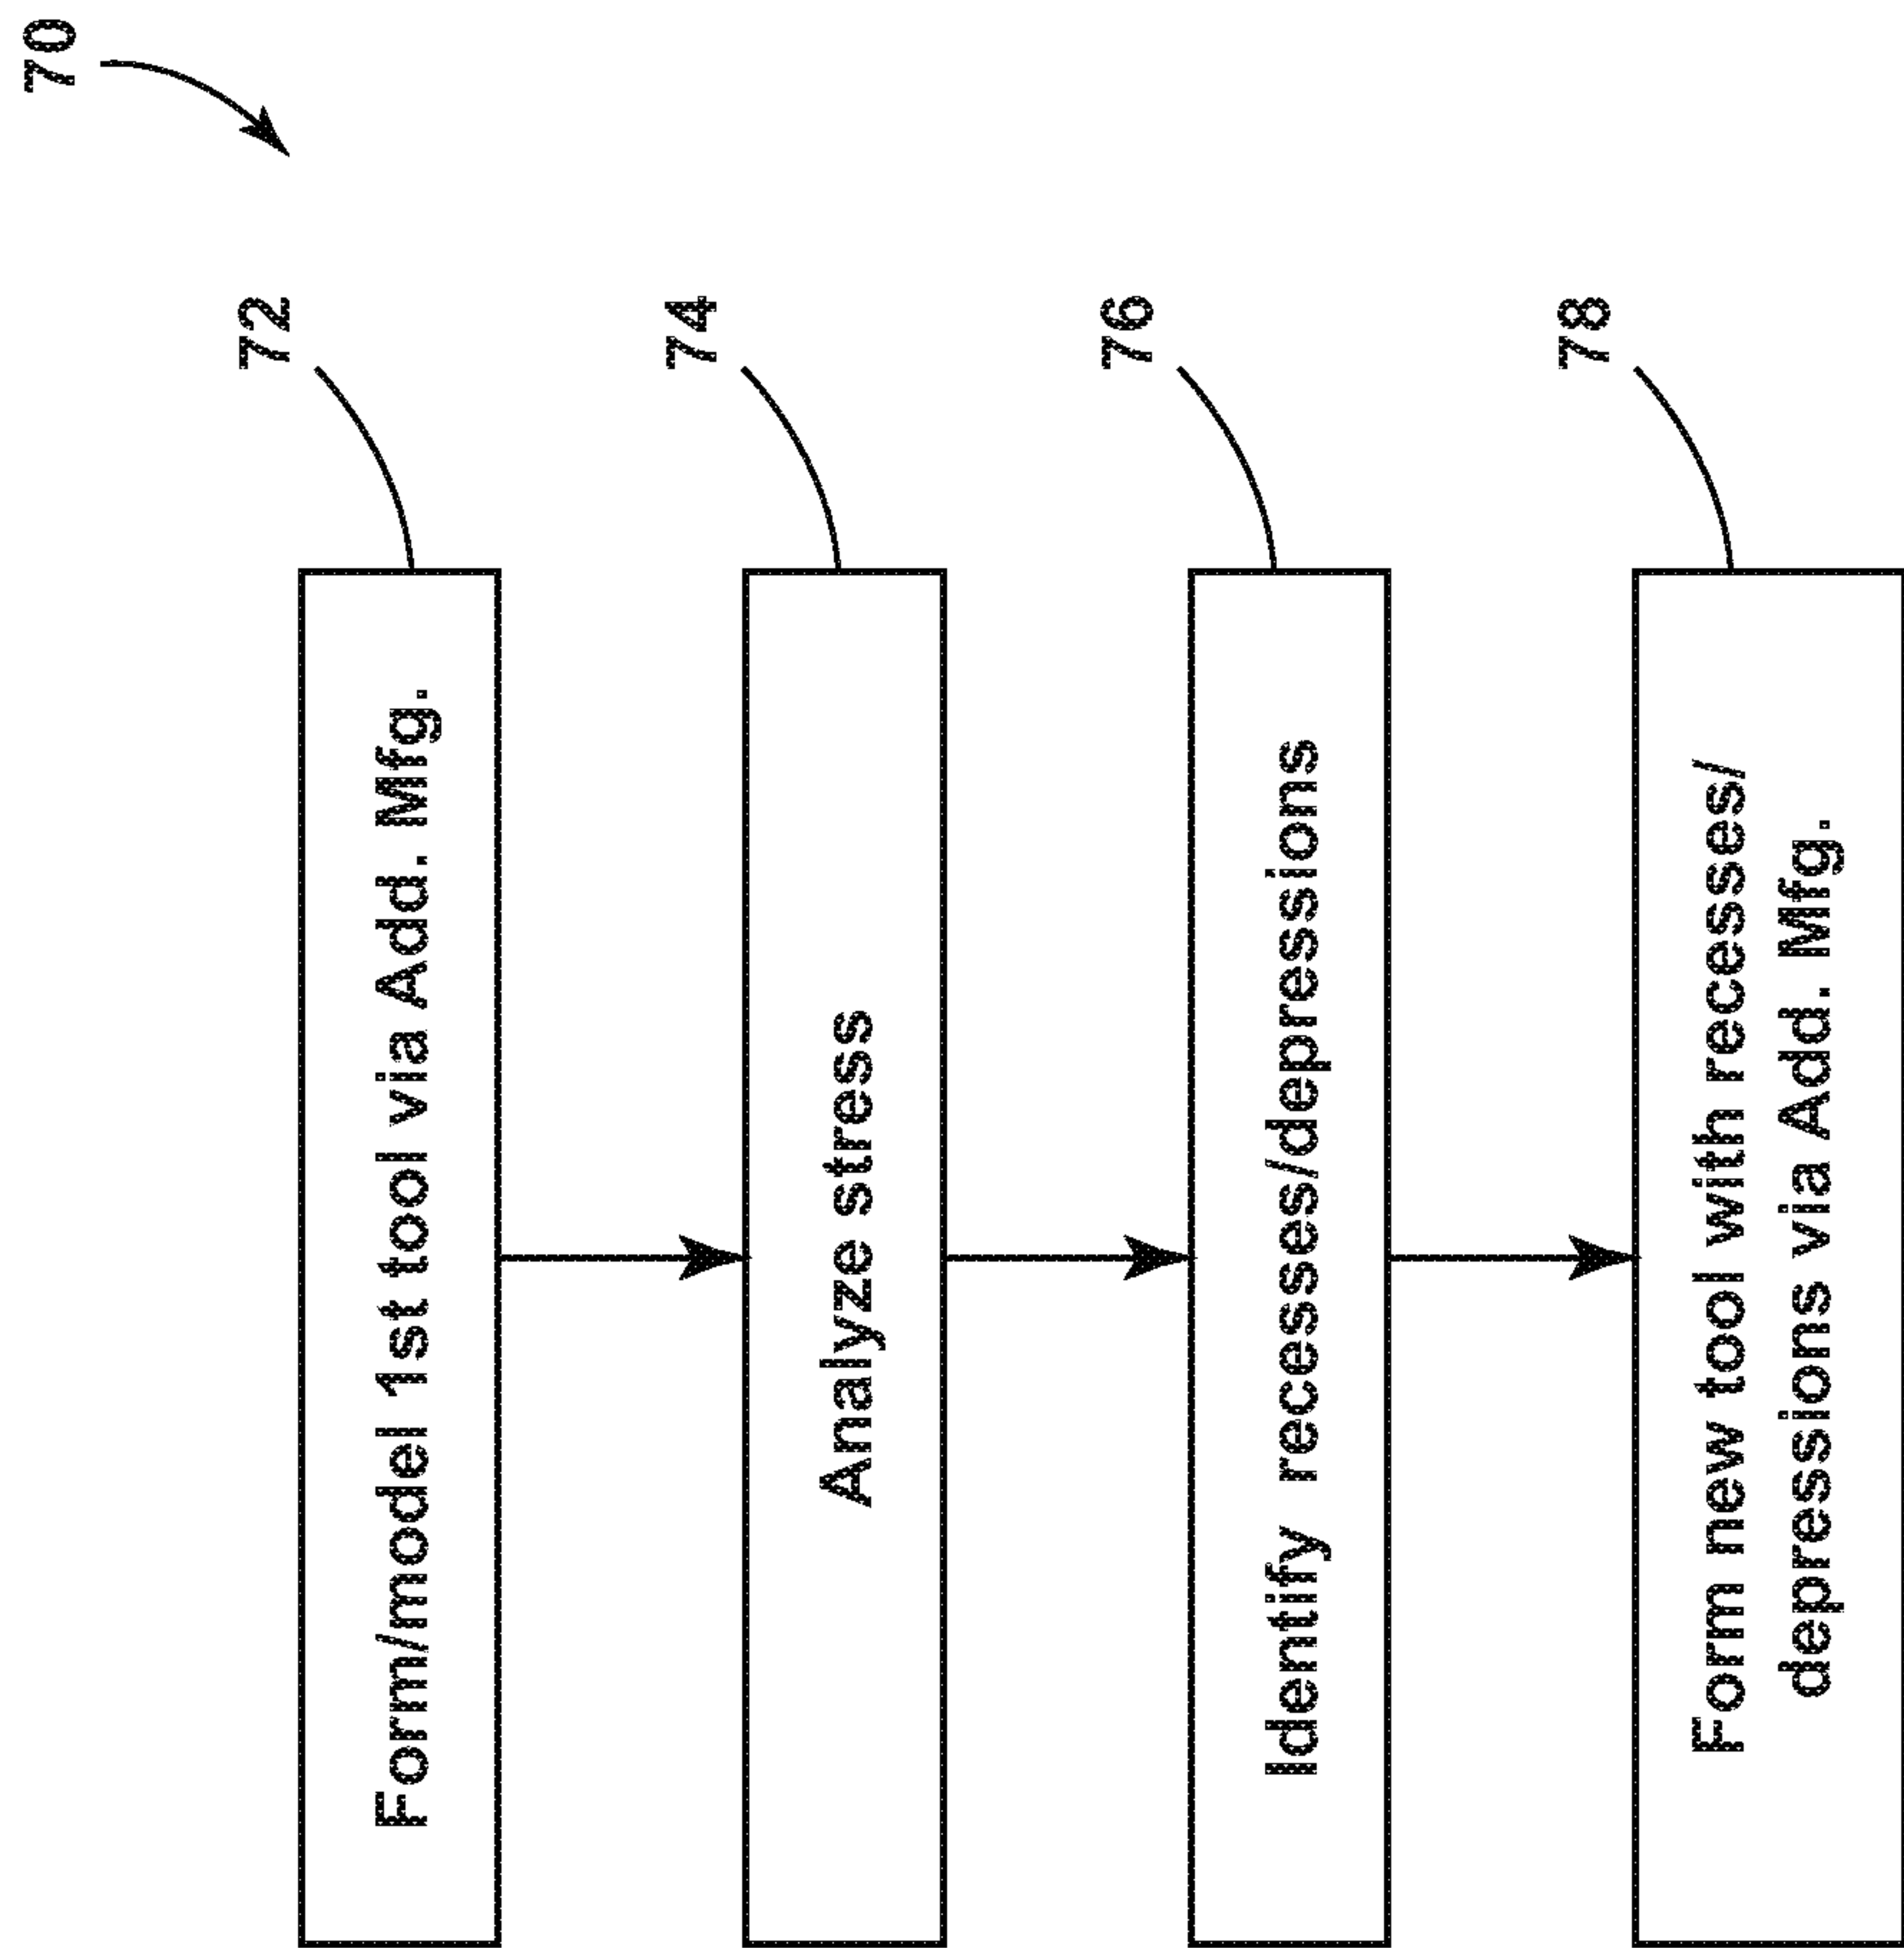 70
72
Form/model 1st tool via Add. Mfg.
74
Analyze stress
76
Identify recesses/depressions
78
Form new tool with recesses/
depressions via Add. Mfg.